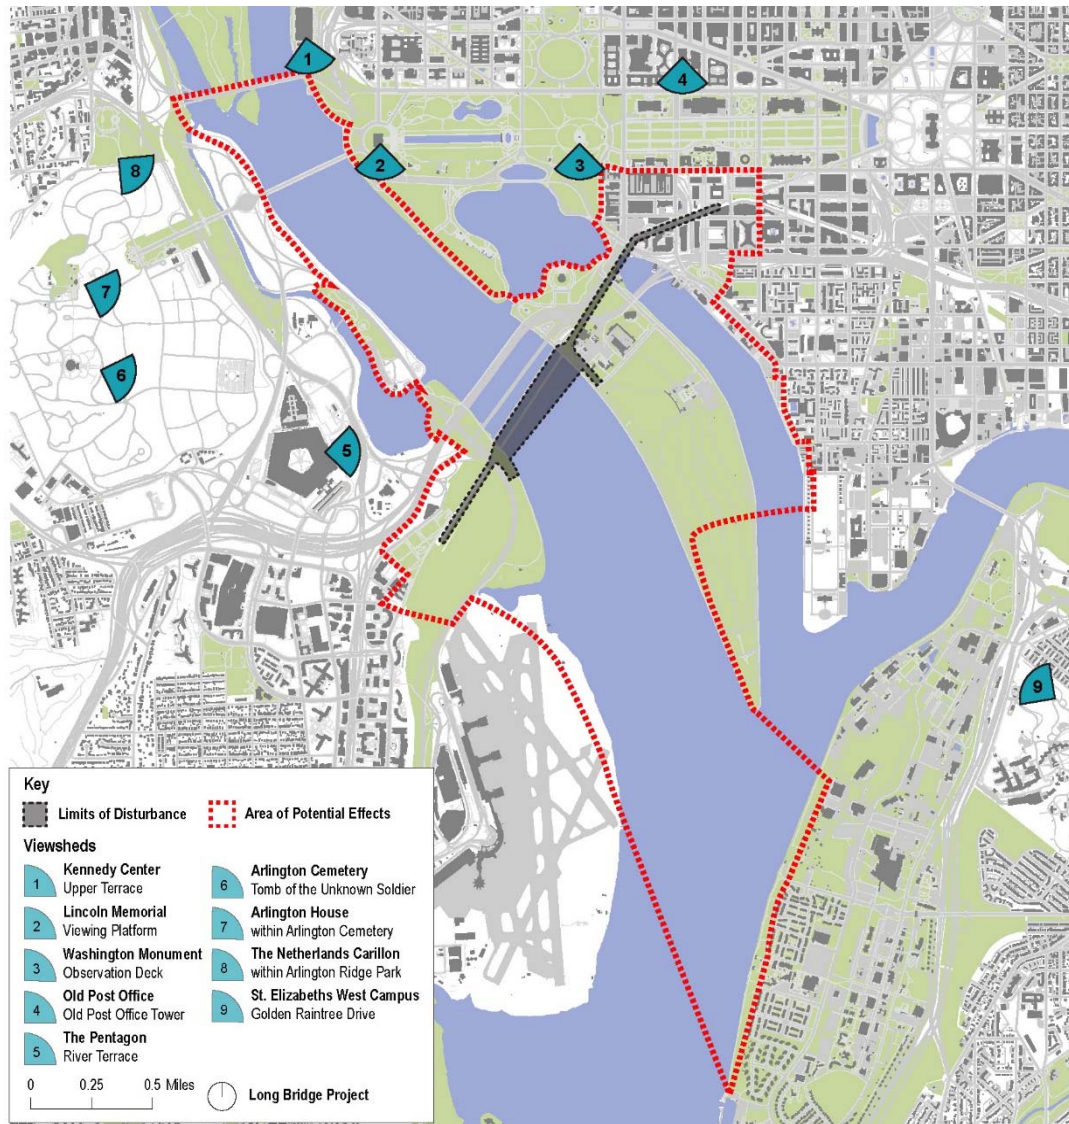 1
4
2
3
8
7
6
5
9
Key
Limits of Disturbance
Area of Potential Effects
Viewsheds
1
Kennedy Center
Upper Terrace
2
Lincoln Memorial
Viewing Platform
3
Washington Monument
Observation Deck
4
Old Post Office
Old Post Office Tower
5
The Pentagon
River Terrace
6
Arlington Cemetery
Tomb of the Unknown Soldier
7
Arlington House
within Arlington Cemetery
8
The Netherlands Carillon
within Arlington Ridge Park
9
St. Elizabeths West Campus
Golden Raintree Drive
0 0.25 0.5 Miles
Long Bridge Project